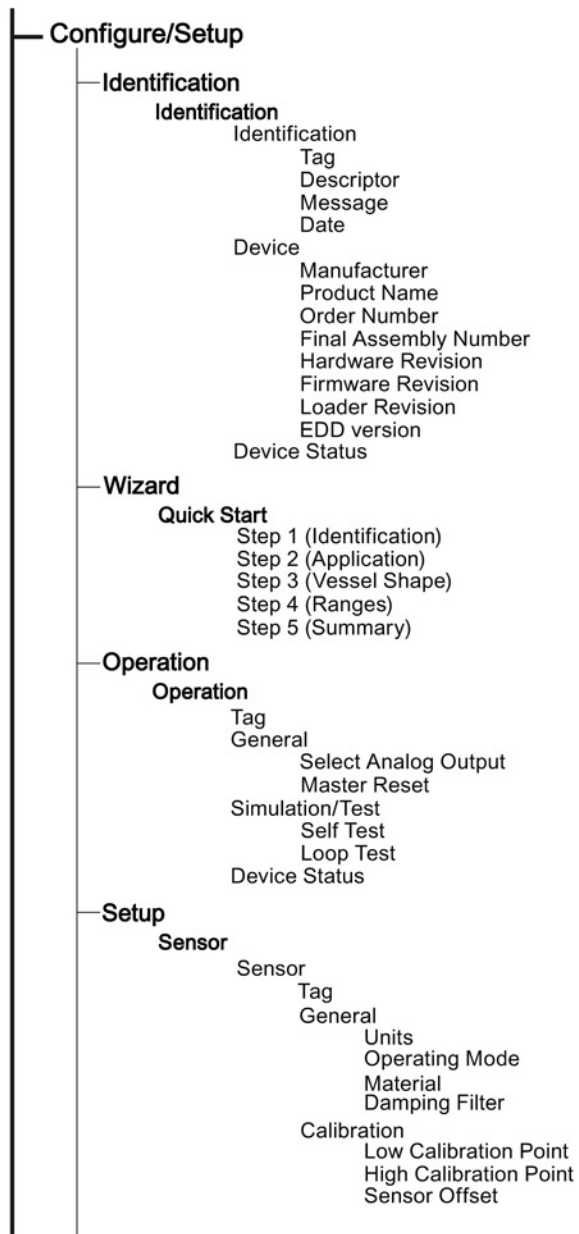 Configure/Setup
Identification
Identification
Identification
Tag
Descriptor
Message
Date
Device
Manufacturer
Product Name
Order Number
Final Assembly Number
Hardware Revision
Firmware Revision
Loader Revision
EDD version
Device Status
Wizard
Quick Start
Step 1 (Identification)
Step 2 (Application)
Step 3 (Vessel Shape)
Step 4 (Ranges)
Step 5 (Summary)
Operation
Operation
Tag
General
Select Analog Output
Master Reset
Simulation/Test
Self Test
Loop Test
Device Status
Setup
Sensor
Sensor
Tag
General
Units
Operating Mode
Material
Damping Filter
Calibration
Low Calibration Point
High Calibration Point
Sensor Offset